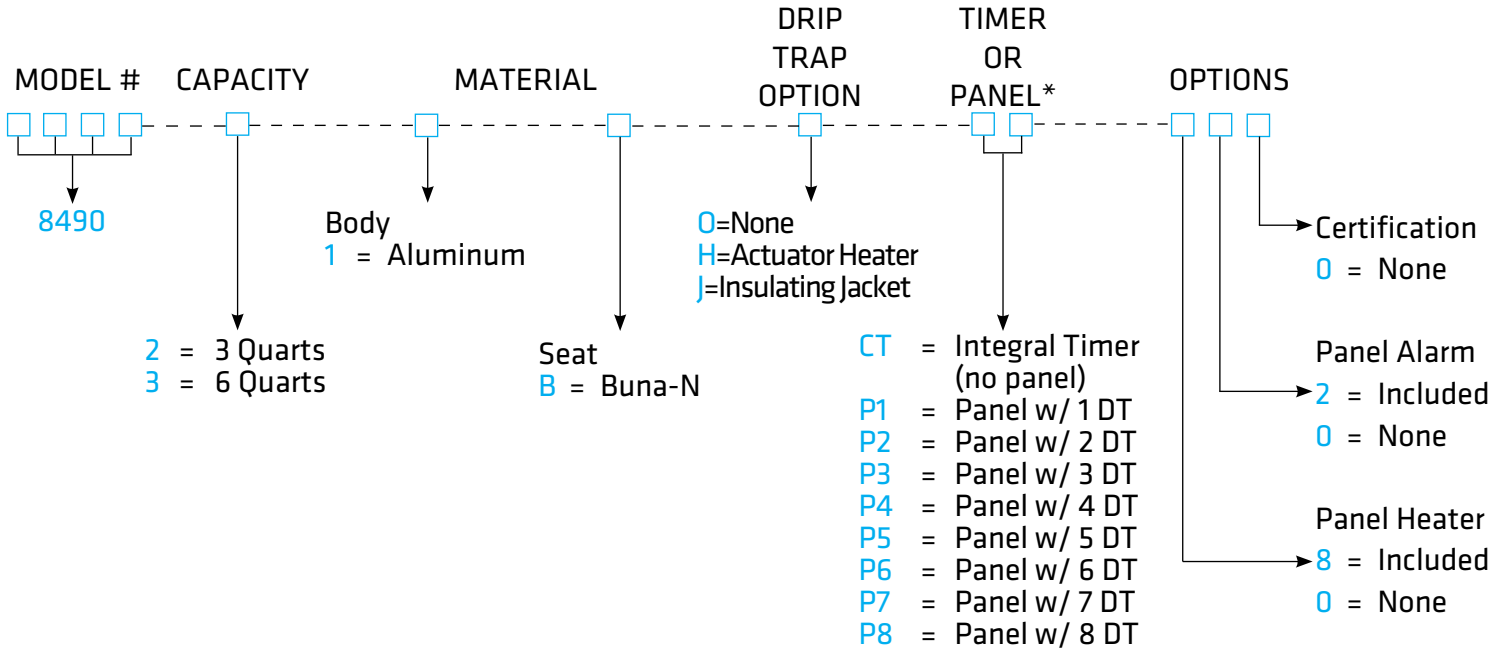 MODEL #
CAPACITY
MATERIAL
DRIP
TRAP
OPTION
TIMER
OR
PANEL*
OPTIONS
8490
2 = 3 Quarts
3 = 6 Quarts
Body
1 = Aluminum
Seat
B = Buna-N
O=None
H=Actuator Heater
J=Insulating Jacket
CT = Integral Timer
(no panel)
P1 = Panel w/ 1 DT
P2 = Panel w/ 2 DT
P3 = Panel w/ 3 DT
P4 = Panel w/ 4 DT
P5 = Panel w/ 5 DT
P6 = Panel w/ 6 DT
P7 = Panel w/ 7 DT
P8 = Panel w/ 8 DT
Certification
0 = None
Panel Alarm
2 = Included
0 = None
Panel Heater
8 = Included
0 = None